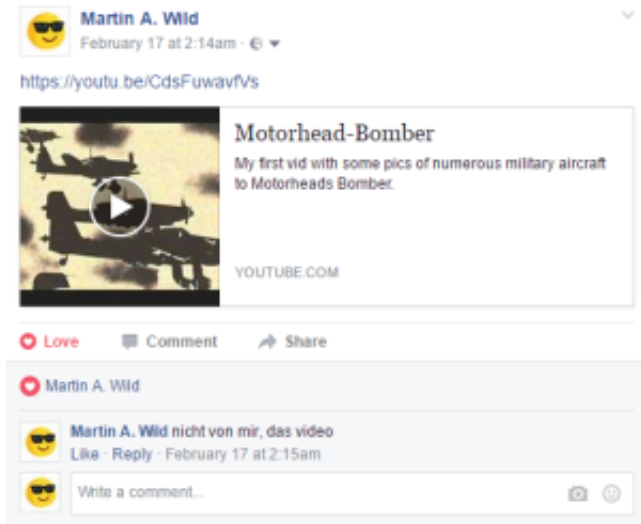 Martin A. Wild
February 17 at 2:14am ·
https://youtu.be/CdsFuwavfVs
Motorhead-Bomber
My first vid with some pics of numerous military aircraft
to Motorheads Bomber.
YOUTUBE.COM
Love Comment Share
Martin A. Wild
Martin A. Wild nicht von mir, das video
Like · Reply · February 17 at 2:15am
Write a comment...